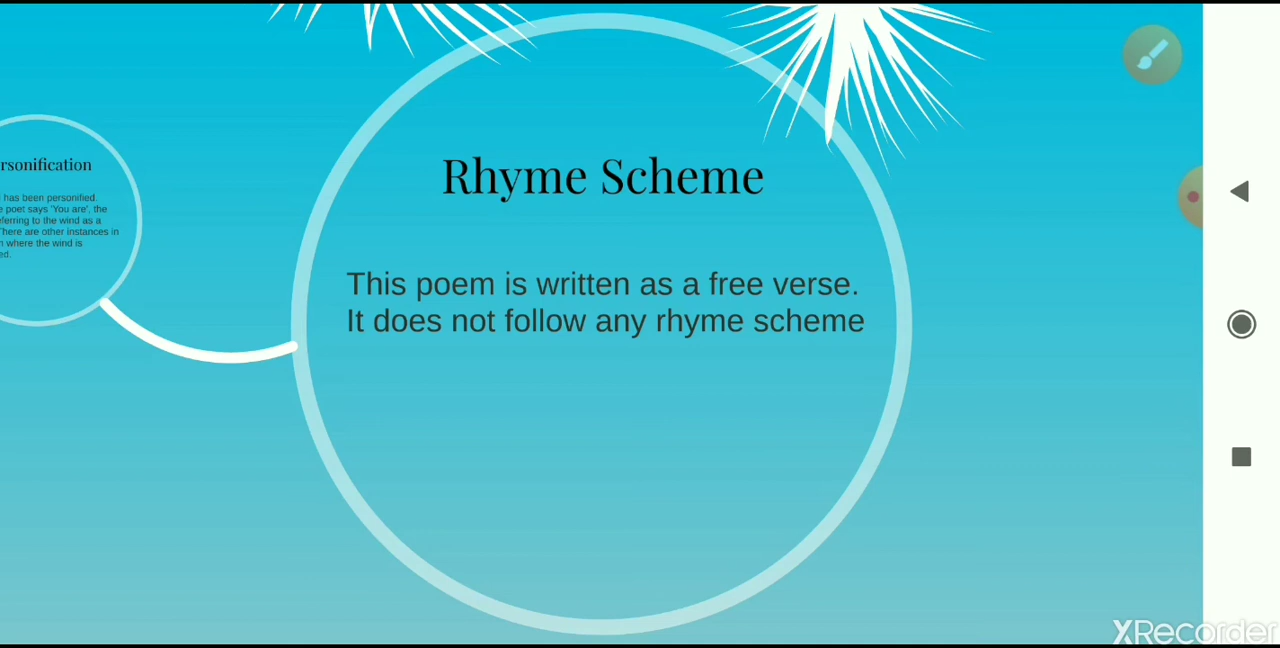 rsonification
has been personified.
poet says 'You are', the
eferring to the wind as a
here are other instances in
where the wind is
ed.
Rhyme Scheme
This poem is written as a free verse.
It does not follow any rhyme scheme
XRecorder